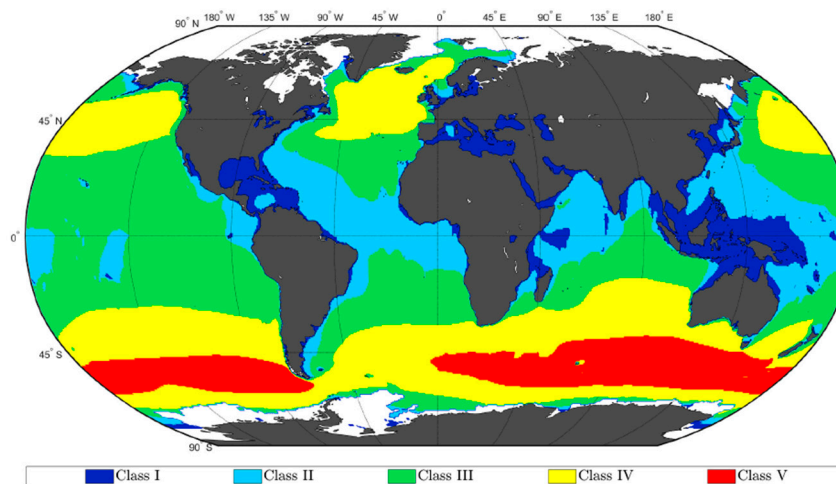 180°W 135°W 90°W 45°W 0° 45°E 90°E 135°E 180°E
90°N
45°N
0°
45°S
90°S
Class I Class II Class III Class IV Class V